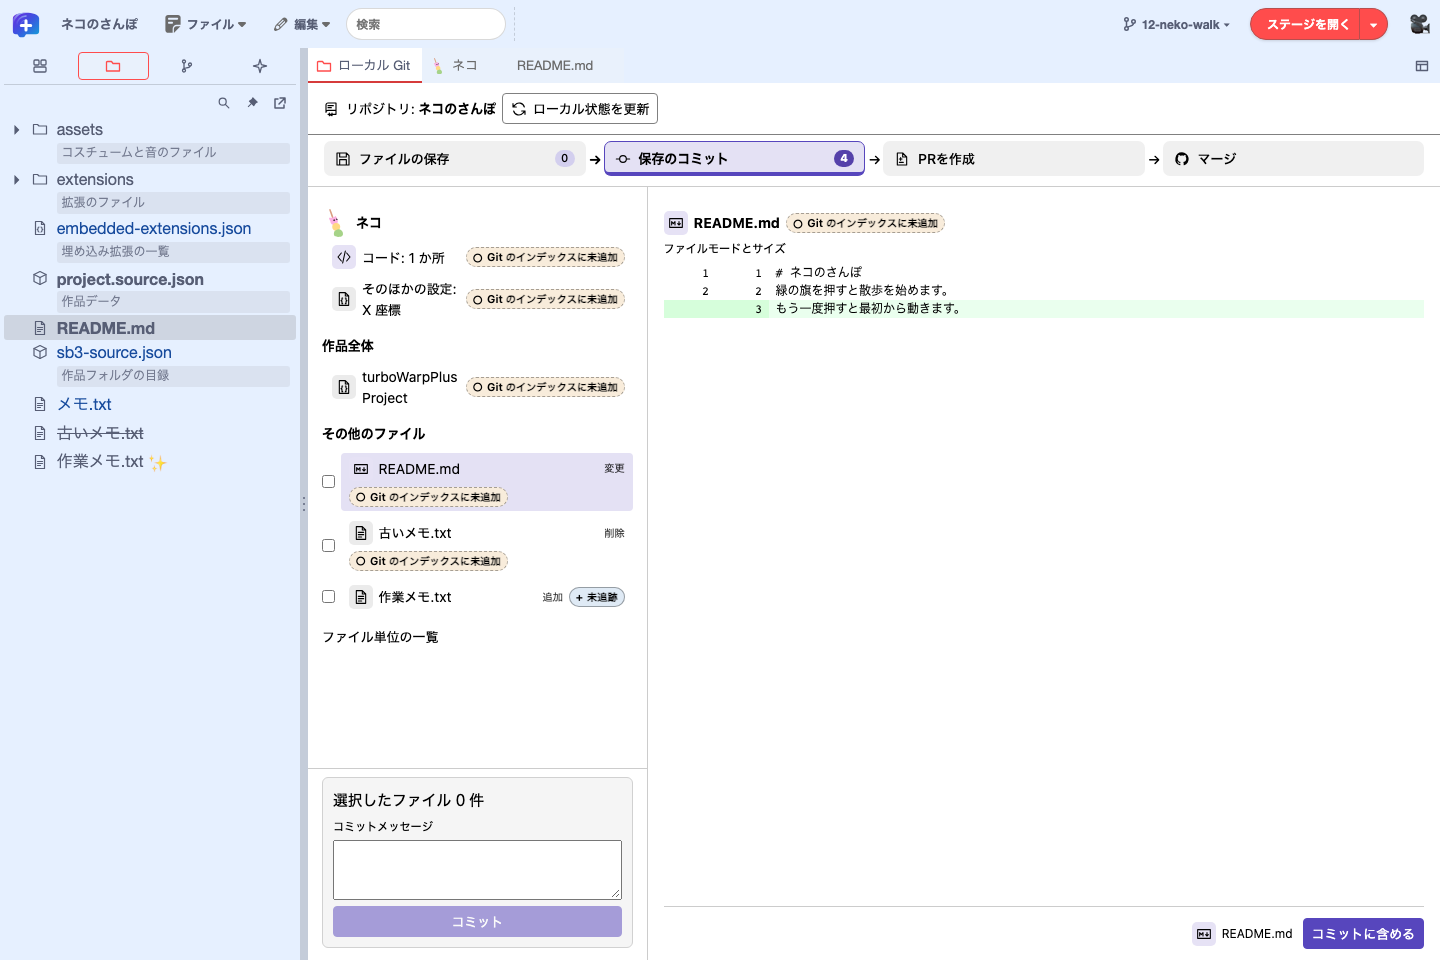 ネコのさんぽ
ファイル
編集
検索
12-neko-walk
ステージを開く
ローカル Git
ネコ
README.md
リポジトリ: ネコのさんぽ
ローカル状態を更新
ファイルの保存 0
保存のコミット 4
PRを作成
マージ
assets
コスチュームと音のファイル
extensions
拡張のファイル
embedded-extensions.json
埋め込み拡張の一覧
project.source.json
作品データ
README.md
sb3-source.json
作品フォルダの目録
メモ.txt
古いメモ.txt
作業メモ.txt ✨
ネコ
コード: 1 か所
Git のインデックスに未追加
そのほかの設定:
X 座標
Git のインデックスに未追加
作品全体
turboWarpPlus
Project
Git のインデックスに未追加
その他のファイル
README.md 変更
Git のインデックスに未追加
古いメモ.txt 削除
Git のインデックスに未追加
作業メモ.txt 追加 + 未追跡
ファイル単位の一覧
選択したファイル 0 件
コミットメッセージ
コミット
README.md Git のインデックスに未追加
ファイルモードとサイズ
1 1 # ネコのさんぽ
2 2 緑の旗を押すと散歩を始めます。
3 もう一度押すと最初から動きます。
README.md コミットに含める